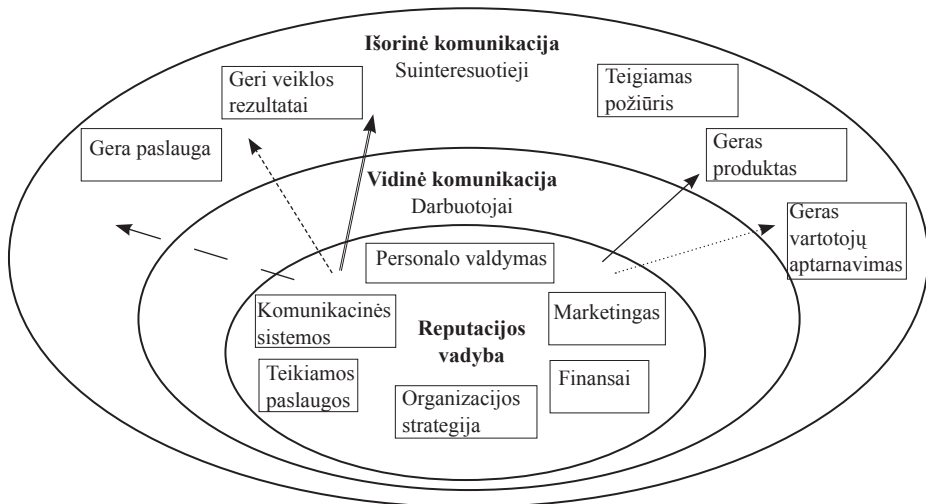 Išorinė komunikacija
Suinteresuotieji
Geri veiklos
rezultatai
Teigiamas
požiūris
Gera paslauga
Geras
produktas
Vidinė komunikacija
Darbuotojai
Geras
vartotojų
aptarnavimas
Personalo valdymas
Komunikacinės
sistemos
Marketingas
Reputacijos
vadyba
Teikiamos
paslaugos
Finansai
Organizacijos
strategija